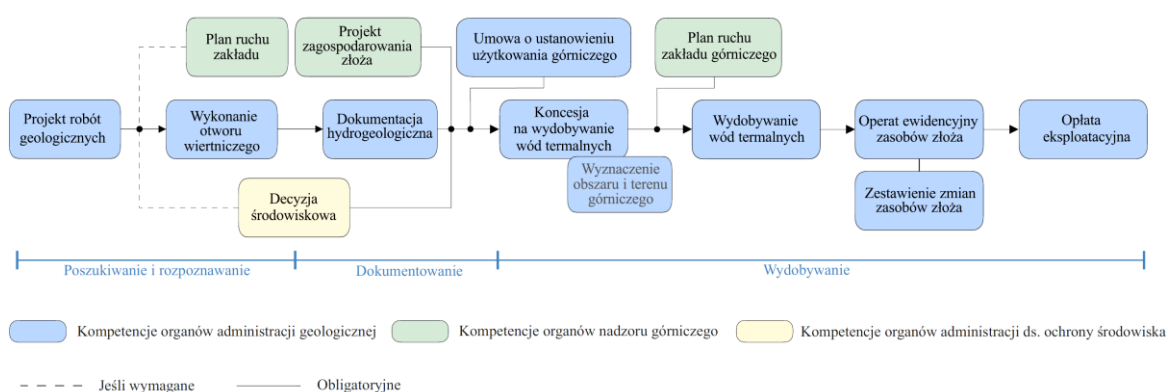 Plan ruchu
zakładu
Projekt
zagospodarowania
złoża
Umowa o ustanowieniu
użytkowania górniczego
Plan ruchu
zakładu górniczego
Projekt robót
geologicznych
Wykonanie
otworu
wiertniczego
Dokumentacja
hydrogeologiczna
Koncesja
na wydobywanie
wód termalnych
Wydobywanie
wód termalnych
Operat ewidencyjny
zasobów złoża
Opłata
eksploatacyjna
Wyznaczenie
obszaru i terenu
górniczego
Decyzja
środowiskowa
Zestawienie zmian
zasobów złoża
Poszukiwanie i rozpoznawanie
Dokumentowanie
Wydobywanie
Kompetencje organów administracji geologicznej
Kompetencje organów nadzoru górniczego
Kompetencje organów administracji ds. ochrony środowiska
Jeśli wymagane
Obligatoryjne